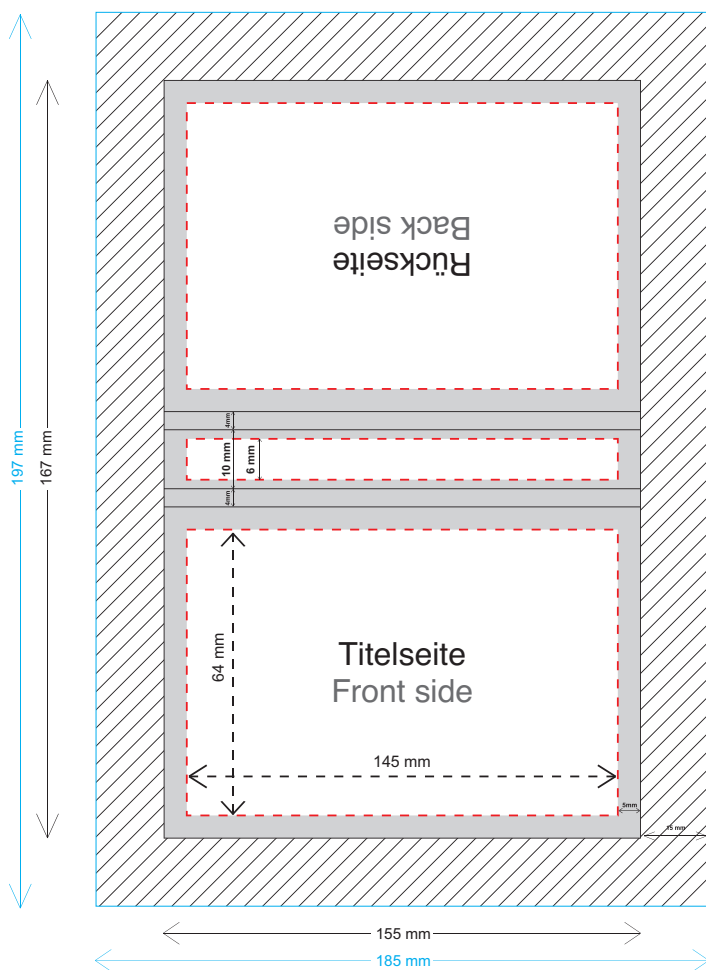 Back side
Rückseite
4mm
10 mm
6 mm
4mm
197 mm
167 mm
64 mm
Titelseite
Front side
145 mm
5mm
15 mm
155 mm
185 mm